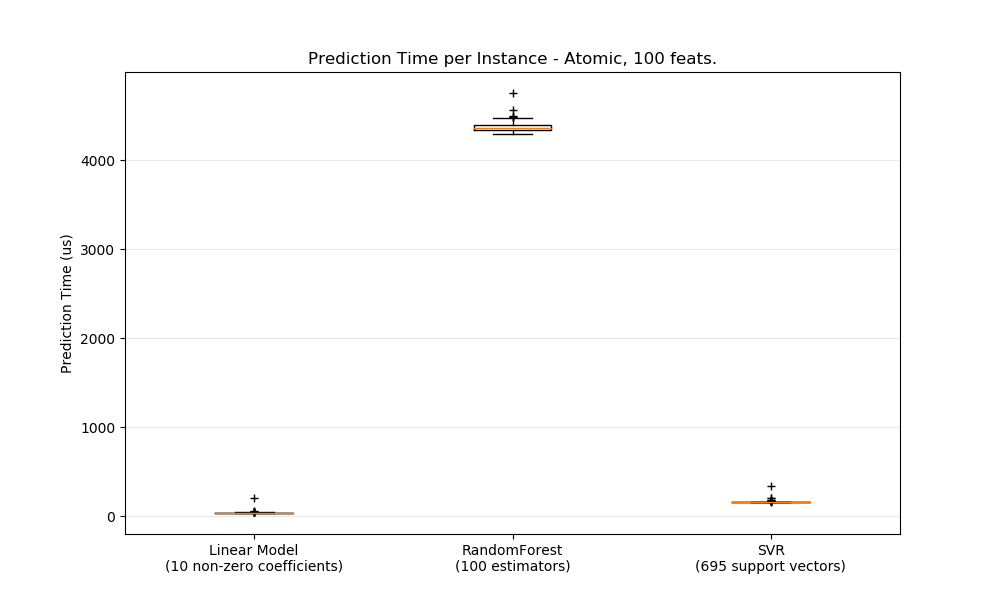 Prediction Time per Instance - Atomic, 100 feats.
Prediction Time (us)
4000
3000
2000
1000
0
Linear Model
(10 non-zero coefficients)
RandomForest
(100 estimators)
SVR
(695 support vectors)